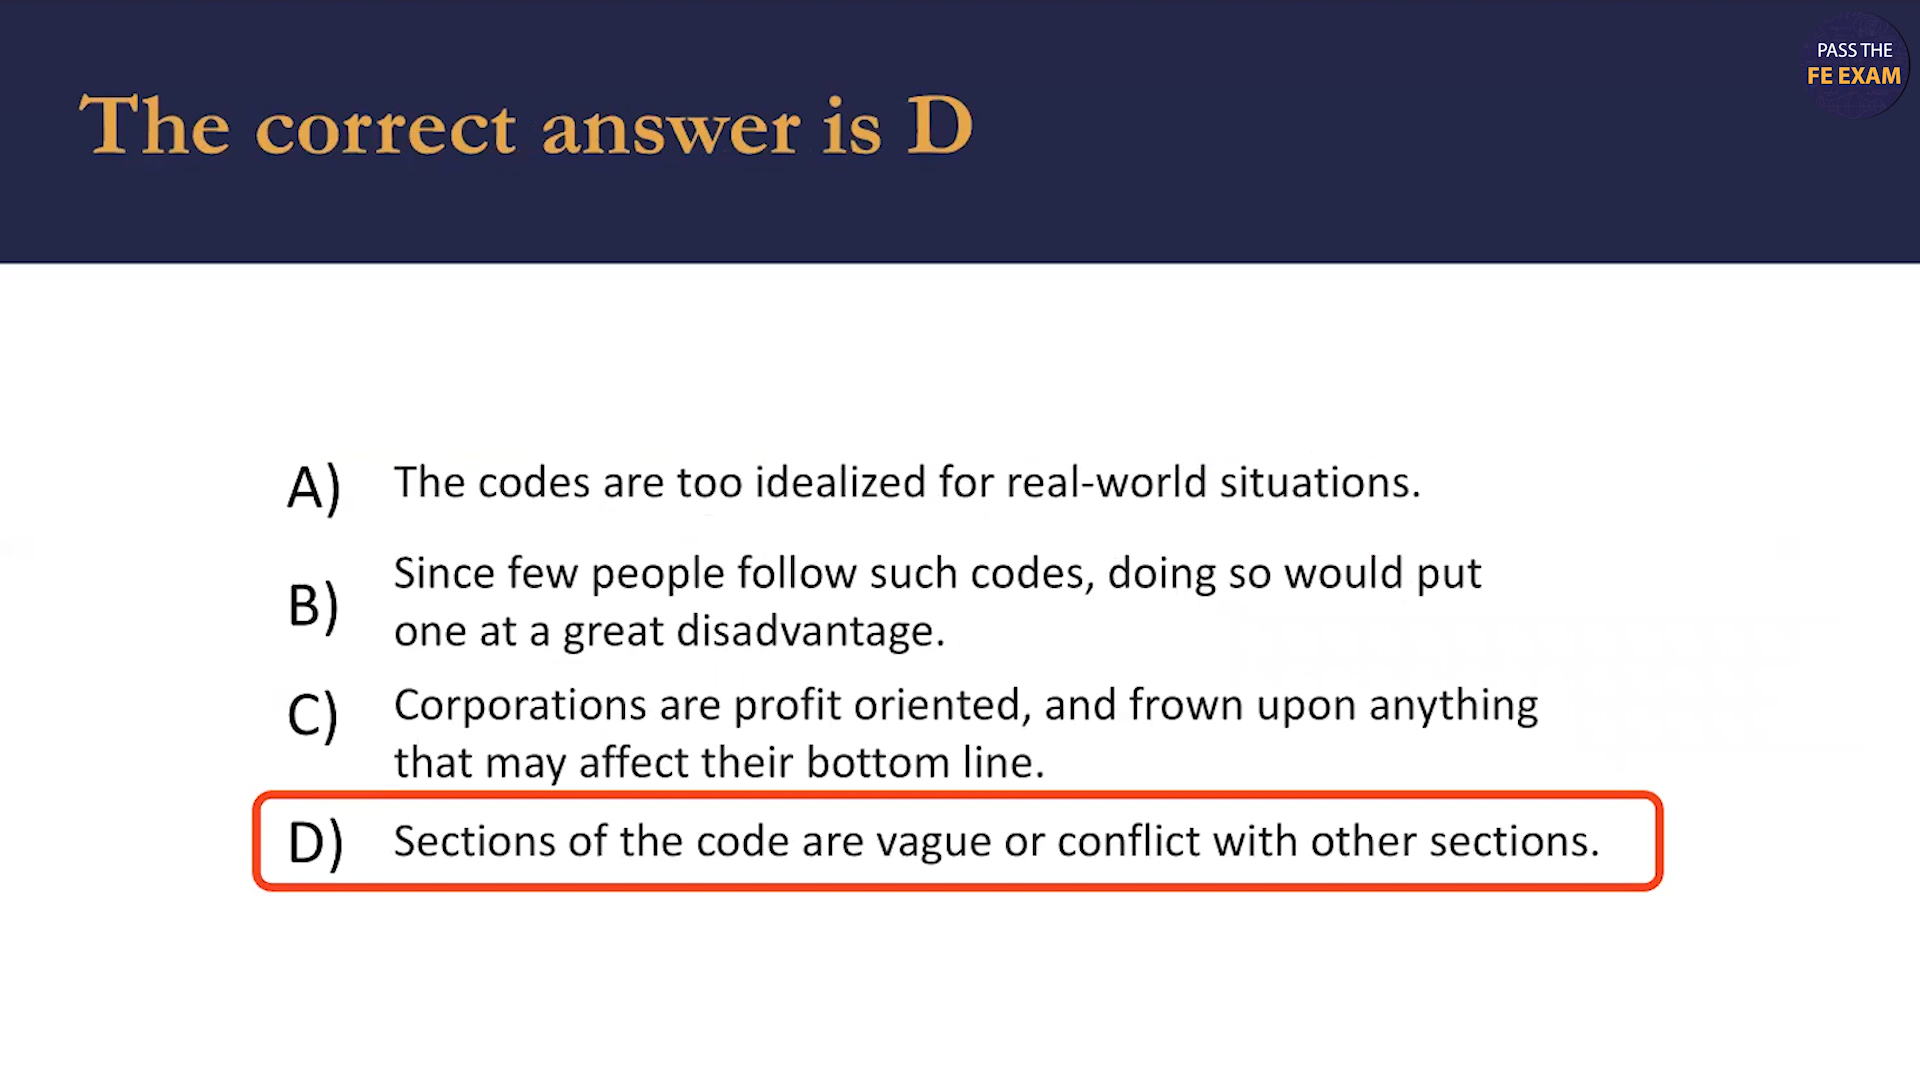 PASS THE
FE EXAM
The correct answer is D
A) The codes are too idealized for real-world situations.
B) Since few people follow such codes, doing so would put
one at a great disadvantage.
C) Corporations are profit oriented, and frown upon anything
that may affect their bottom line.
D) Sections of the code are vague or conflict with other sections.